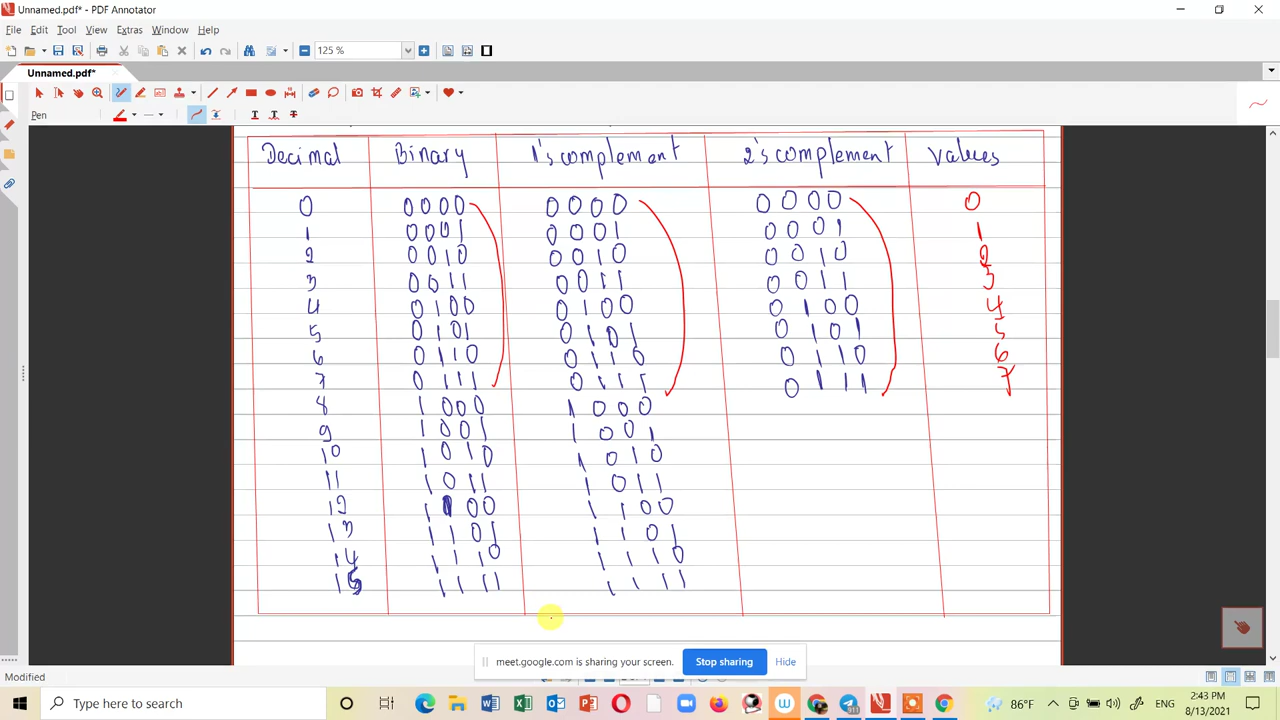 Unnamed.pdf* - PDF Annotator
File Edit Tool View Extras Window Help
125 %
Unnamed.pdf*
Pen
Decimal Binary 1's complement 2's complement Values
0 0000 0000 0000 0
1 0001 0001 0001 1
2 0010 0010 0010 2
3 0011 0011 0011 3
4 0100 0100 0100 4
5 0101 0101 0101 5
6 0110 0110 0110 6
7 0111 0111 0111 7
8 1000 1000
9 1001 1001
10 1010 1010
11 1011 1011
12 1100 1100
13 1101 1101
14 1110 1110
15 1111 1111
meet.google.com is sharing your screen. Stop sharing Hide
Modified
Type here to search
86°F ENG 2:43 PM
8/13/2021